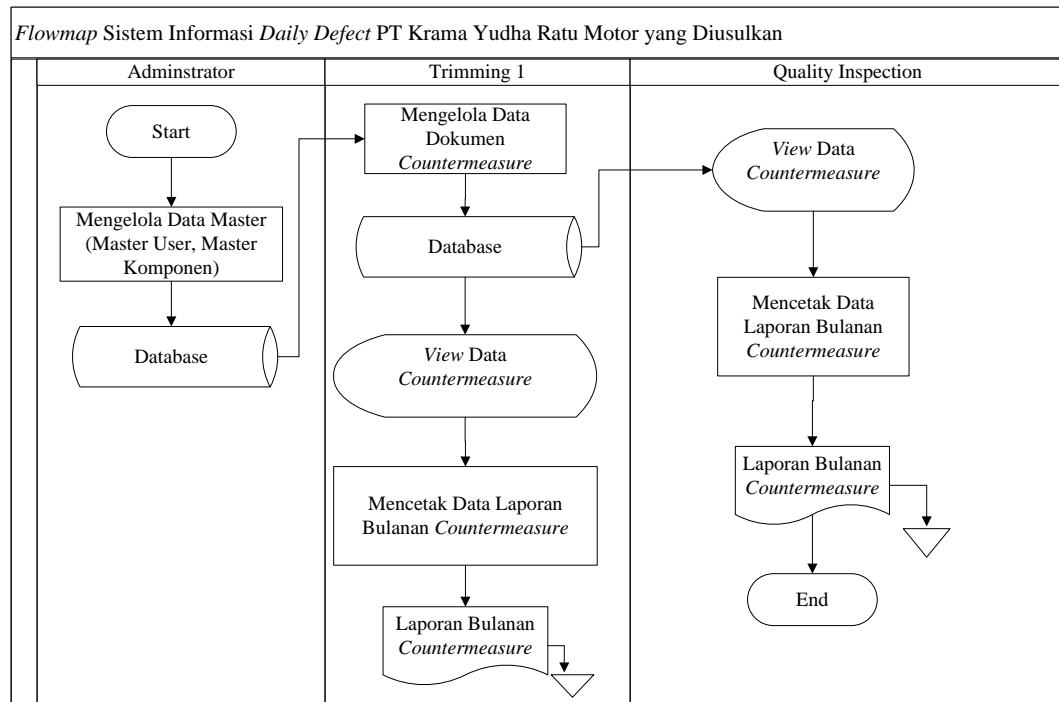 Flowmap Sistem Informasi Daily Defect PT Krama Yudha Ratu Motor yang Diusulkan
Adminstrator
Trimming 1
Quality Inspection
Start
Mengelola Data Master
(Master User, Master
Komponen)
Database
Mengelola Data
Dokumen
Countermeasure
Database
View Data
Countermeasure
Mencetak Data Laporan
Bulanan Countermeasure
Laporan Bulanan
Countermeasure
View Data
Countermeasure
Mencetak Data
Laporan Bulanan
Countermeasure
Laporan Bulanan
Countermeasure
End